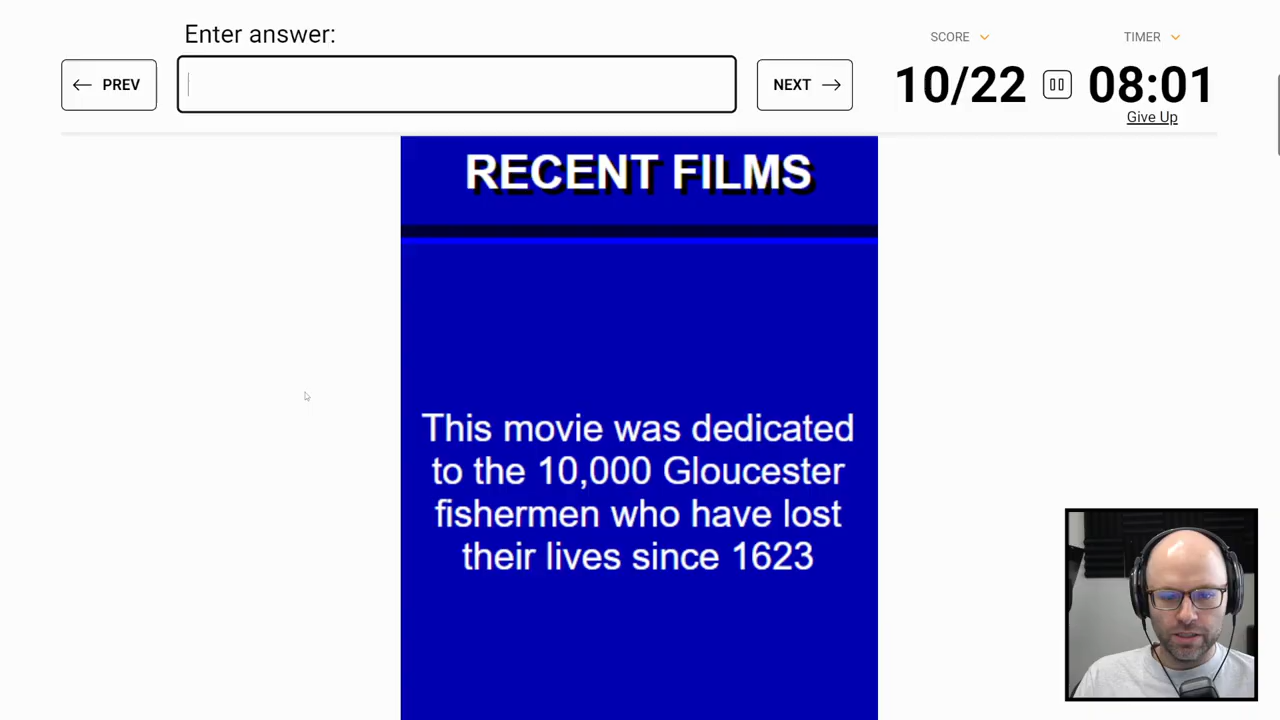 Enter answer:
PREV
NEXT
SCORE
10/22
TIMER
08:01
Give Up
RECENT FILMS
This movie was dedicated
to the 10,000 Gloucester
fishermen who have lost
their lives since 1623